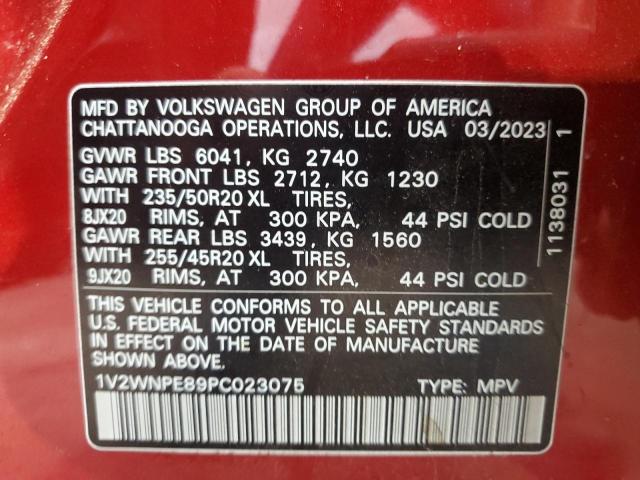 MFD BY VOLKSWAGEN GROUP OF AMERICA
CHATTANOOGA OPERATIONS, LLC. USA 03/2023
GVWR LBS 6041, KG 2740
GAWR FRONT LBS 2712, KG 1230
WITH 235/50R20 XL TIRES,
8JX20 RIMS, AT 300 KPA, 44 PSI COLD
GAWR REAR LBS 3439, KG 1560
WITH 255/45R20 XL TIRES,
9JX20 RIMS, AT 300 KPA, 44 PSI COLD
THIS VEHICLE CONFORMS TO ALL APPLICABLE
U.S. FEDERAL MOTOR VEHICLE SAFETY STANDARDS
IN EFFECT ON THE DATE OF MANUFACTURE
SHOWN ABOVE.
1V2WNPE89PC023075 TYPE: MPV
1138031 1